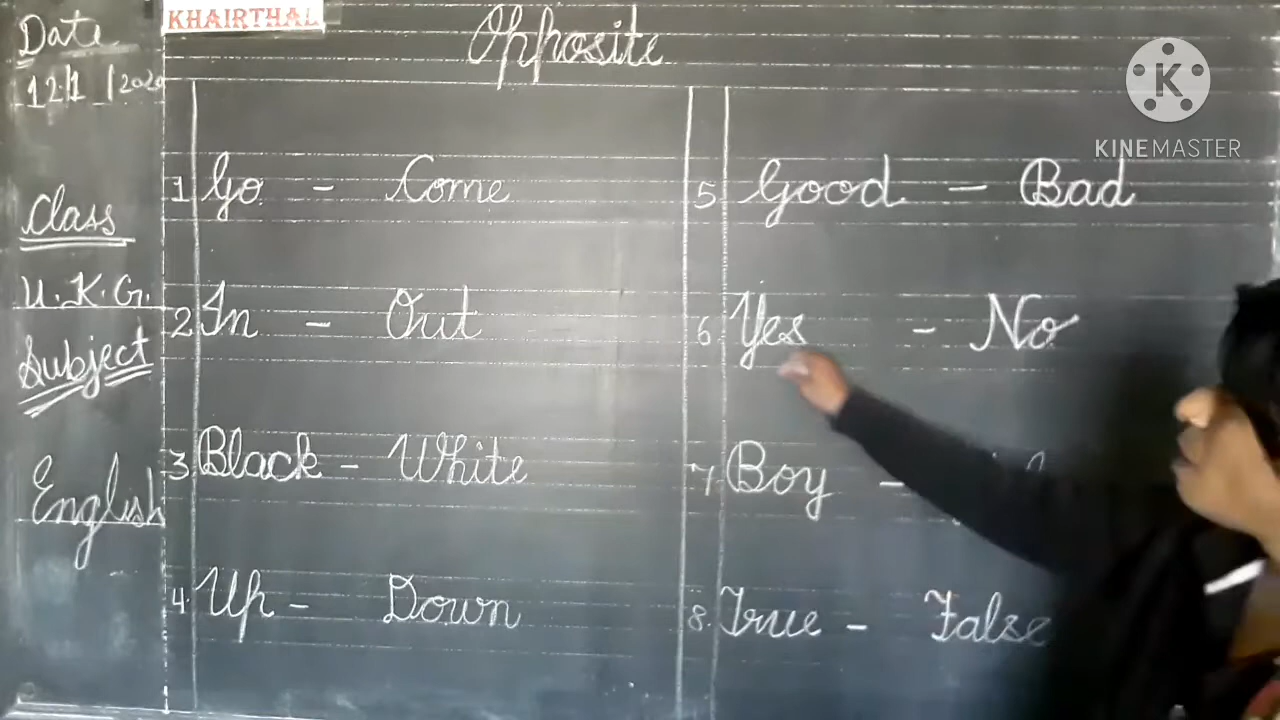 KHAIRTHAL
Date
12/1/2020
Class
U.K.G.
Subject
English
Opposite
1 Go - Come
2 In - Out
3 Black - White
4 Up - Down
5 Good - Bad
6 Yes - No
7 Boy -
8. True - False
K
KINEMASTER